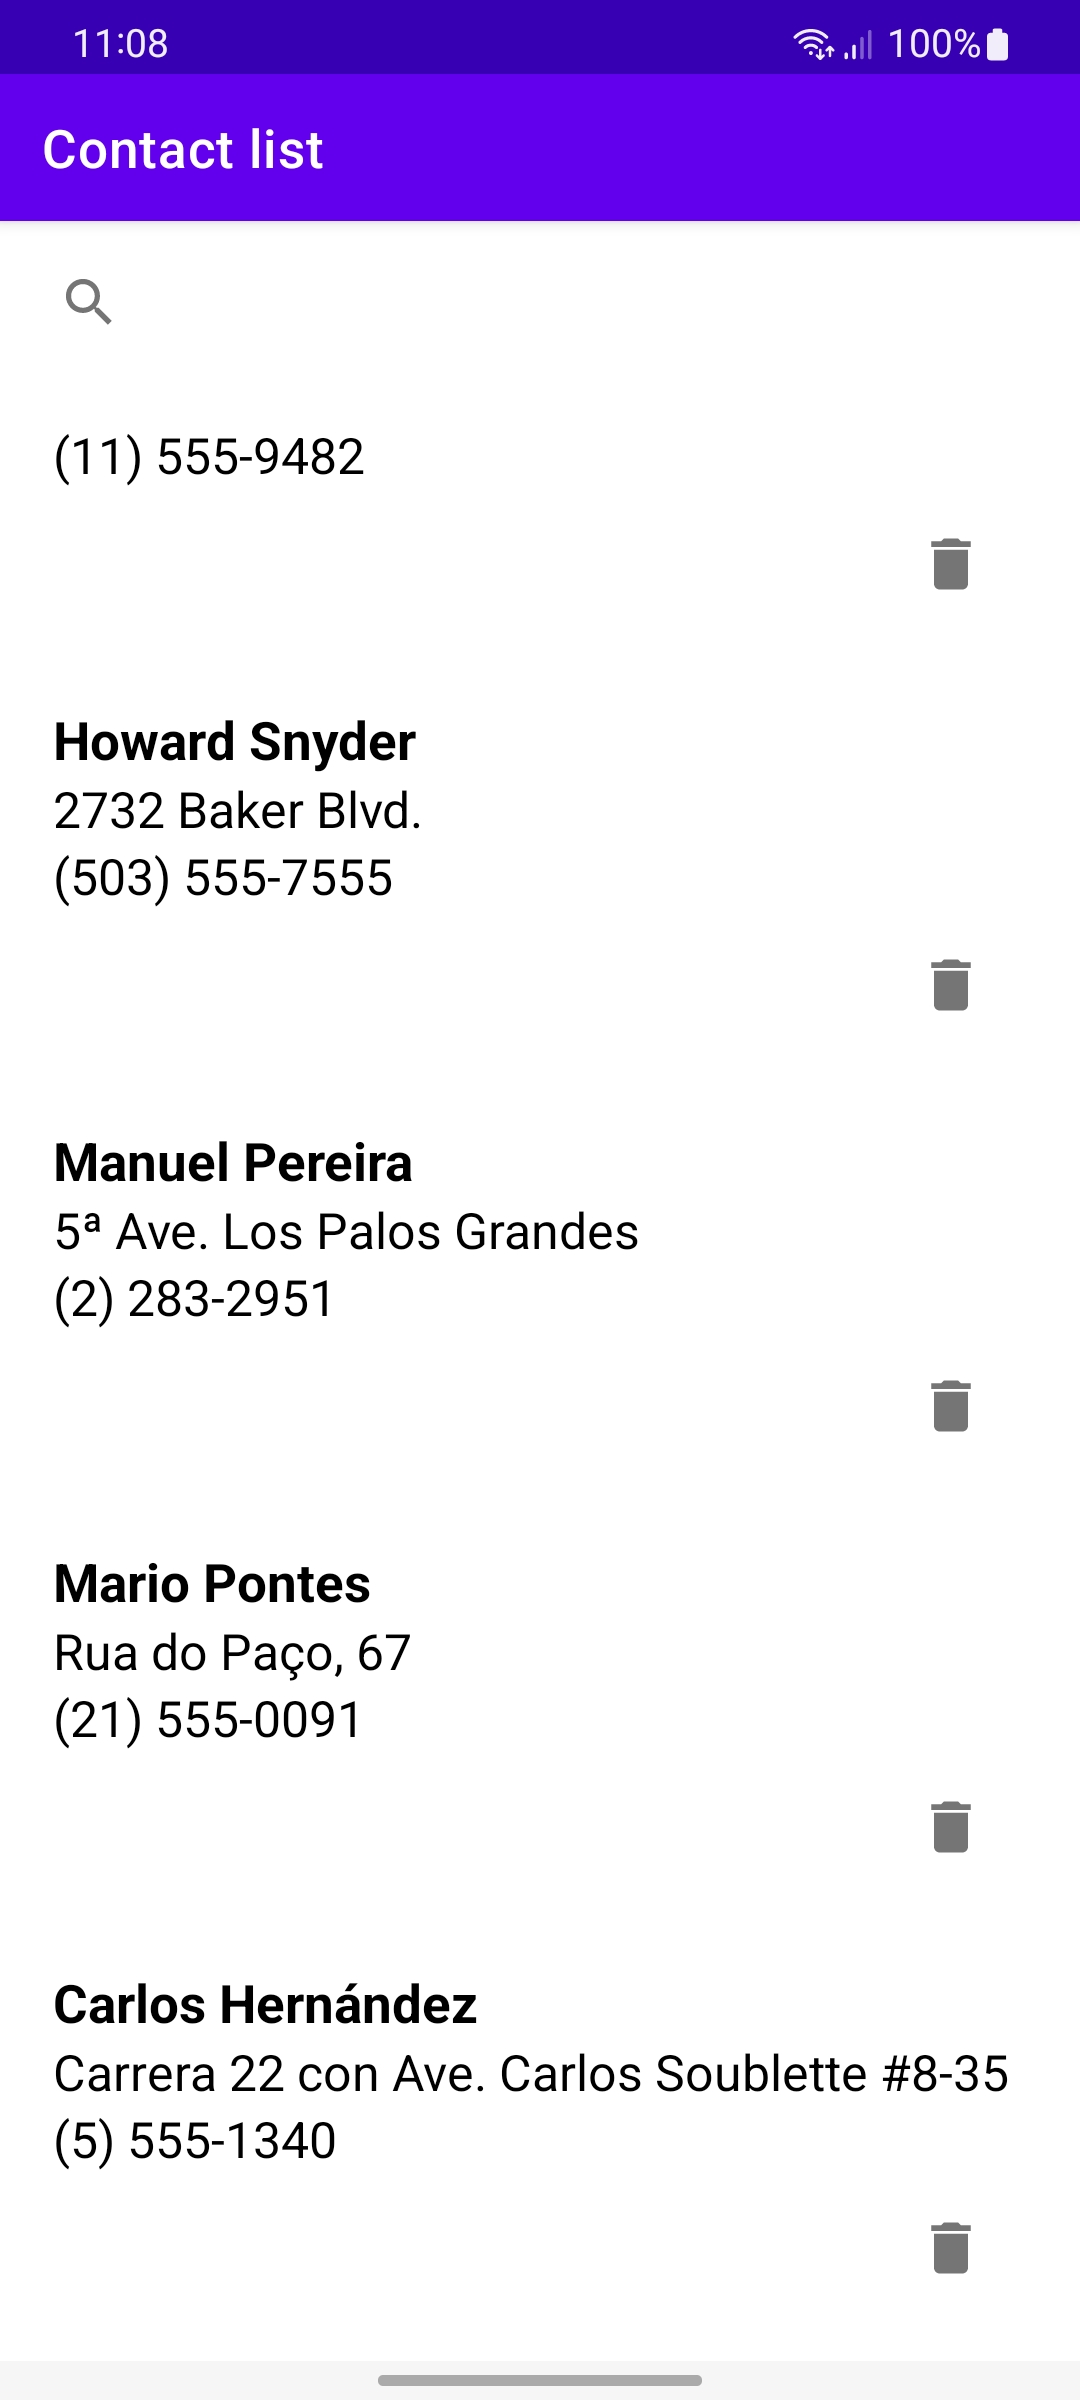 11:08
100%
Contact list
(11) 555-9482
Howard Snyder
2732 Baker Blvd.
(503) 555-7555
Manuel Pereira
5ª Ave. Los Palos Grandes
(2) 283-2951
Mario Pontes
Rua do Paço, 67
(21) 555-0091
Carlos Hernández
Carrera 22 con Ave. Carlos Soublette #8-35
(5) 555-1340